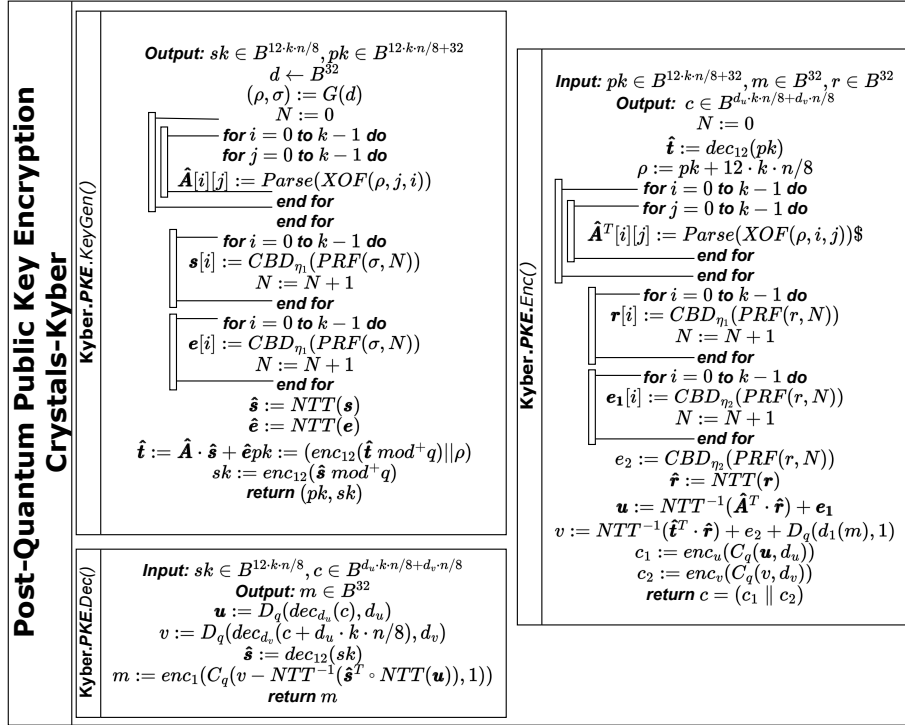 Post-Quantum Public Key Encryption
Crystals-Kyber
Kyber.PKE.KeyGen()
Output: sk ∈ B^{12·k·n/8}, pk ∈ B^{12·k·n/8+32}
d ← B^{32}
(ρ, σ) := G(d)
N := 0
for i = 0 to k − 1 do
for j = 0 to k − 1 do
Â[i][j] := Parse(XOF(ρ, j, i))
end for
end for
for i = 0 to k − 1 do
s[i] := CBD_{η_1}(PRF(σ, N))
N := N + 1
end for
for i = 0 to k − 1 do
e[i] := CBD_{η_1}(PRF(σ, N))
N := N + 1
end for
ŝ := NTT(s)
ê := NTT(e)
t̂ := Â · ŝ + êpk := (enc_{12}(t̂ mod^+q)||ρ)
sk := enc_{12}(ŝ mod^+q)
return (pk, sk)
Kyber.PKE.Dec()
Input: sk ∈ B^{12·k·n/8}, c ∈ B^{d_u·k·n/8+d_v·n/8}
Output: m ∈ B^{32}
u := D_q(dec_{d_u}(c), d_u)
v := D_q(dec_{d_v}(c + d_u · k · n/8), d_v)
ŝ := dec_{12}(sk)
m := enc_1(C_q(v − NTT^{−1}(ŝ^T ∘ NTT(u)), 1))
return m
Kyber.PKE.Enc()
Input: pk ∈ B^{12·k·n/8+32}, m ∈ B^{32}, r ∈ B^{32}
Output: c ∈ B^{d_u·k·n/8+d_v·n/8}
N := 0
t̂ := dec_{12}(pk)
ρ := pk + 12 · k · n/8
for i = 0 to k − 1 do
for j = 0 to k − 1 do
Â^T[i][j] := Parse(XOF(ρ, i, j))$
end for
end for
for i = 0 to k − 1 do
r[i] := CBD_{η_1}(PRF(r, N))
N := N + 1
end for
for i = 0 to k − 1 do
e_1[i] := CBD_{η_2}(PRF(r, N))
N := N + 1
end for
e_2 := CBD_{η_2}(PRF(r, N))
r̂ := NTT(r)
u := NTT^{−1}(Â^T · r̂) + e_1
v := NTT^{−1}(t̂^T · r̂) + e_2 + D_q(d_1(m), 1)
c_1 := enc_u(C_q(u, d_u))
c_2 := enc_v(C_q(v, d_v))
return c = (c_1 ∥ c_2)